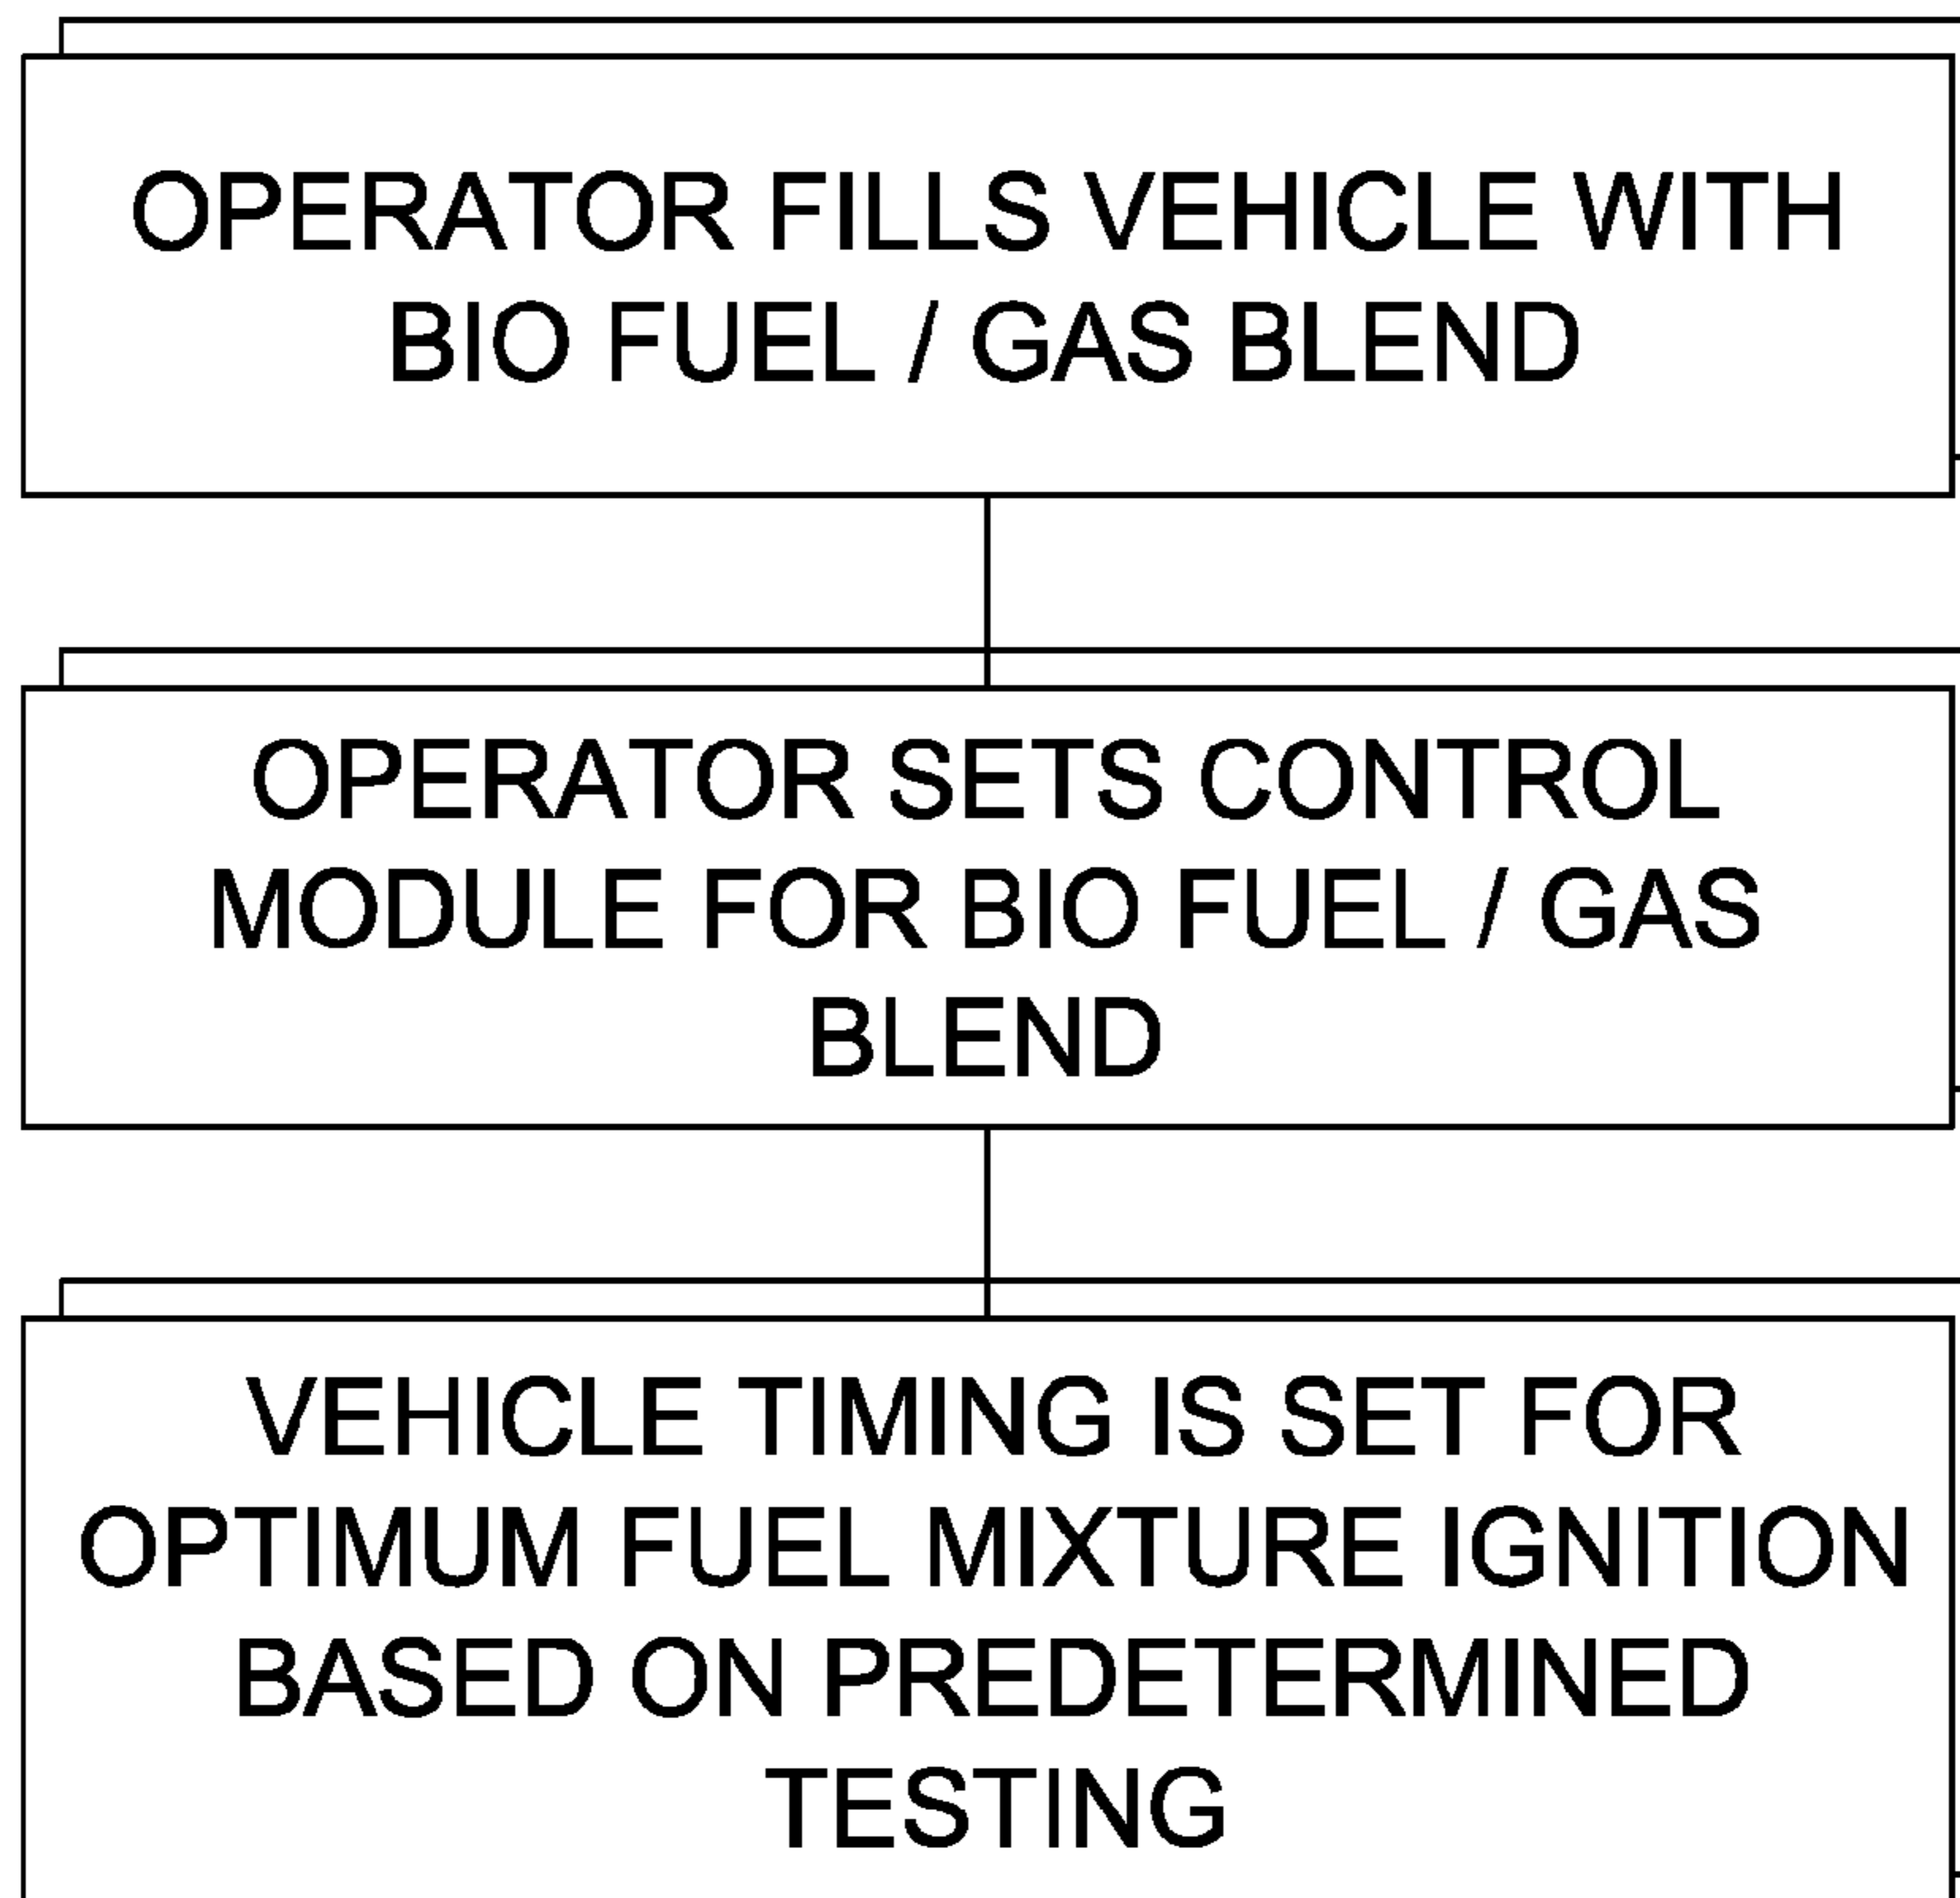 OPERATOR FILLS VEHICLE WITH
BIO FUEL / GAS BLEND
OPERATOR SETS CONTROL
MODULE FOR BIO FUEL / GAS
BLEND
VEHICLE TIMING IS SET FOR
OPTIMUM FUEL MIXTURE IGNITION
BASED ON PREDETERMINED
TESTING